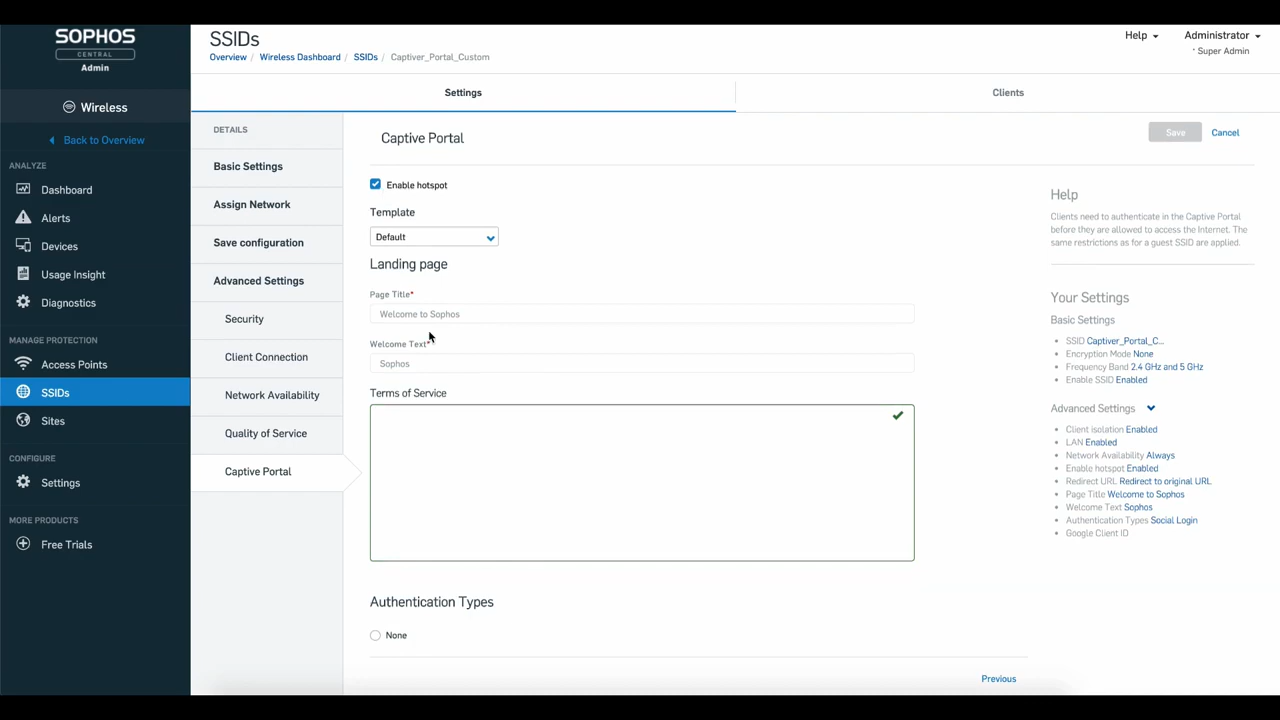 SOPHOS
CENTRAL
Admin
Wireless
Back to Overview
ANALYZE
Dashboard
Alerts
Devices
Usage Insight
Diagnostics
MANAGE PROTECTION
Access Points
SSIDs
Sites
CONFIGURE
Settings
MORE PRODUCTS
Free Trials
SSIDs
Overview / Wireless Dashboard / SSIDs / Captiver_Portal_Custom
Help
Administrator
· Super Admin
Settings
Clients
DETAILS
Basic Settings
Assign Network
Save configuration
Advanced Settings
Security
Client Connection
Network Availability
Quality of Service
Captive Portal
Captive Portal
Save
Cancel
Enable hotspot
Template
Default
Landing page
Page Title*
Welcome to Sophos
Welcome Text*
Sophos
Terms of Service
Authentication Types
None
Previous
Help
Clients need to authenticate in the Captive Portal
before they are allowed to access the Internet. The
same restrictions as for a guest SSID are applied.
Your Settings
Basic Settings
• SSID Captiver_Portal_C...
• Encryption Mode None
• Frequency Band 2.4 GHz and 5 GHz
• Enable SSID Enabled
Advanced Settings
• Client isolation Enabled
• LAN Enabled
• Network Availability Always
• Enable hotspot Enabled
• Redirect URL Redirect to original URL
• Page Title Welcome to Sophos
• Welcome Text Sophos
• Authentication Types Social Login
• Google Client ID